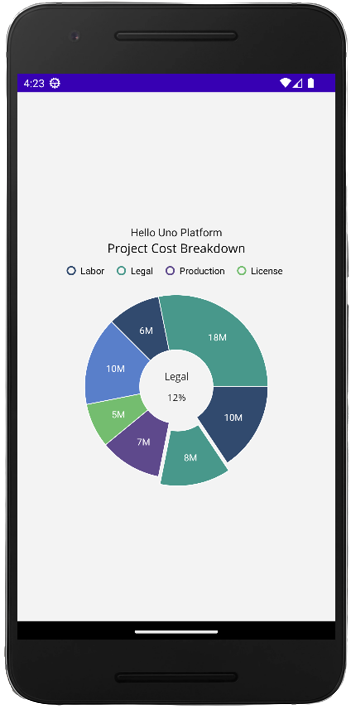 4:23
Hello Uno Platform
Project Cost Breakdown
Labor Legal Production License
6M
18M
10M
Legal
12%
10M
5M
7M
8M